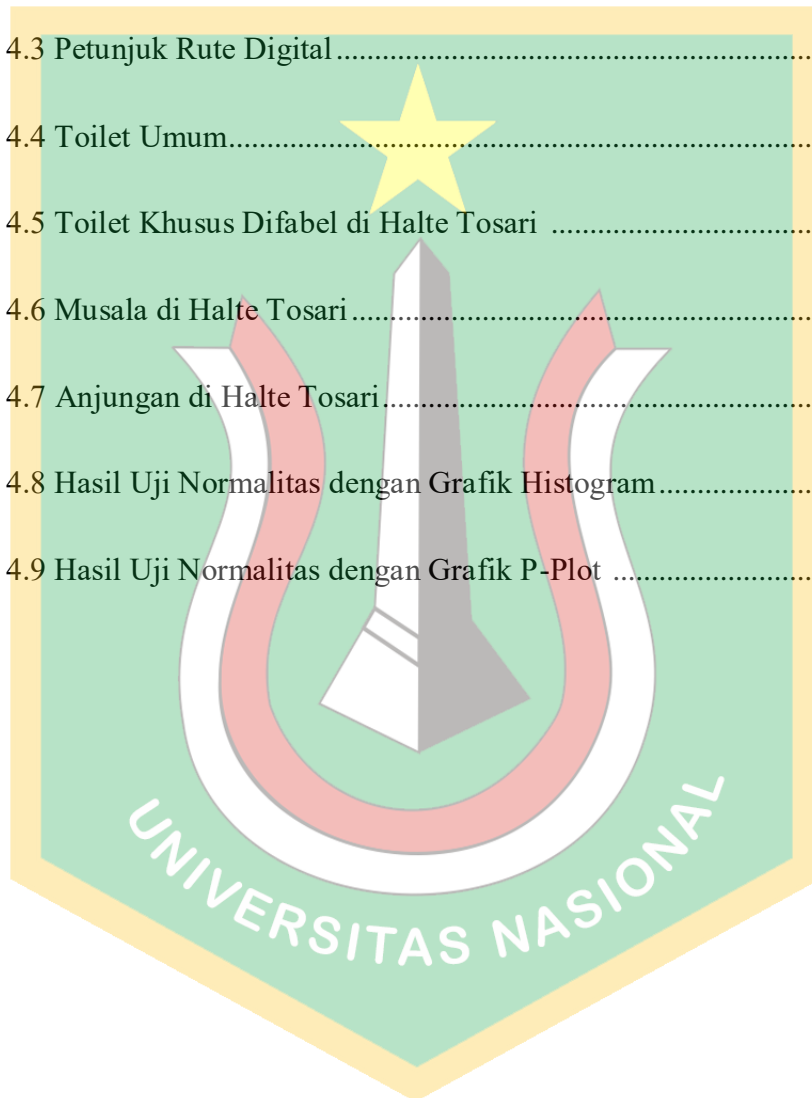 4.3 Petunjuk Rute Digital........................................................
4.4 Toilet Umum.....................................................................
4.5 Toilet Khusus Difabel di Halte Tosari ..............................
4.6 Musala di Halte Tosari......................................................
4.7 Anjungan di Halte Tosari..................................................
4.8 Hasil Uji Normalitas dengan Grafik Histogram.................
4.9 Hasil Uji Normalitas dengan Grafik P-Plot ......................
UNIVERSITAS NASIONAL